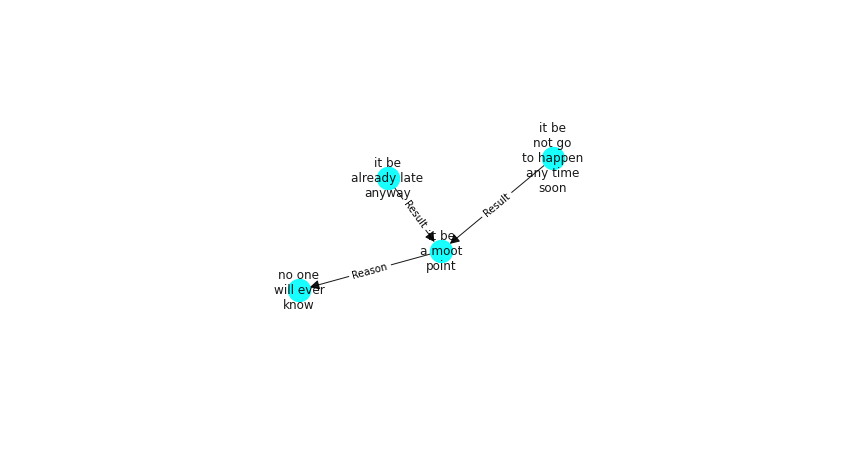 it be
not go
to happen
any time
soon
it be
already late
anyway
Result
Result
it be
a moot
point
Reason
no one
will ever
know